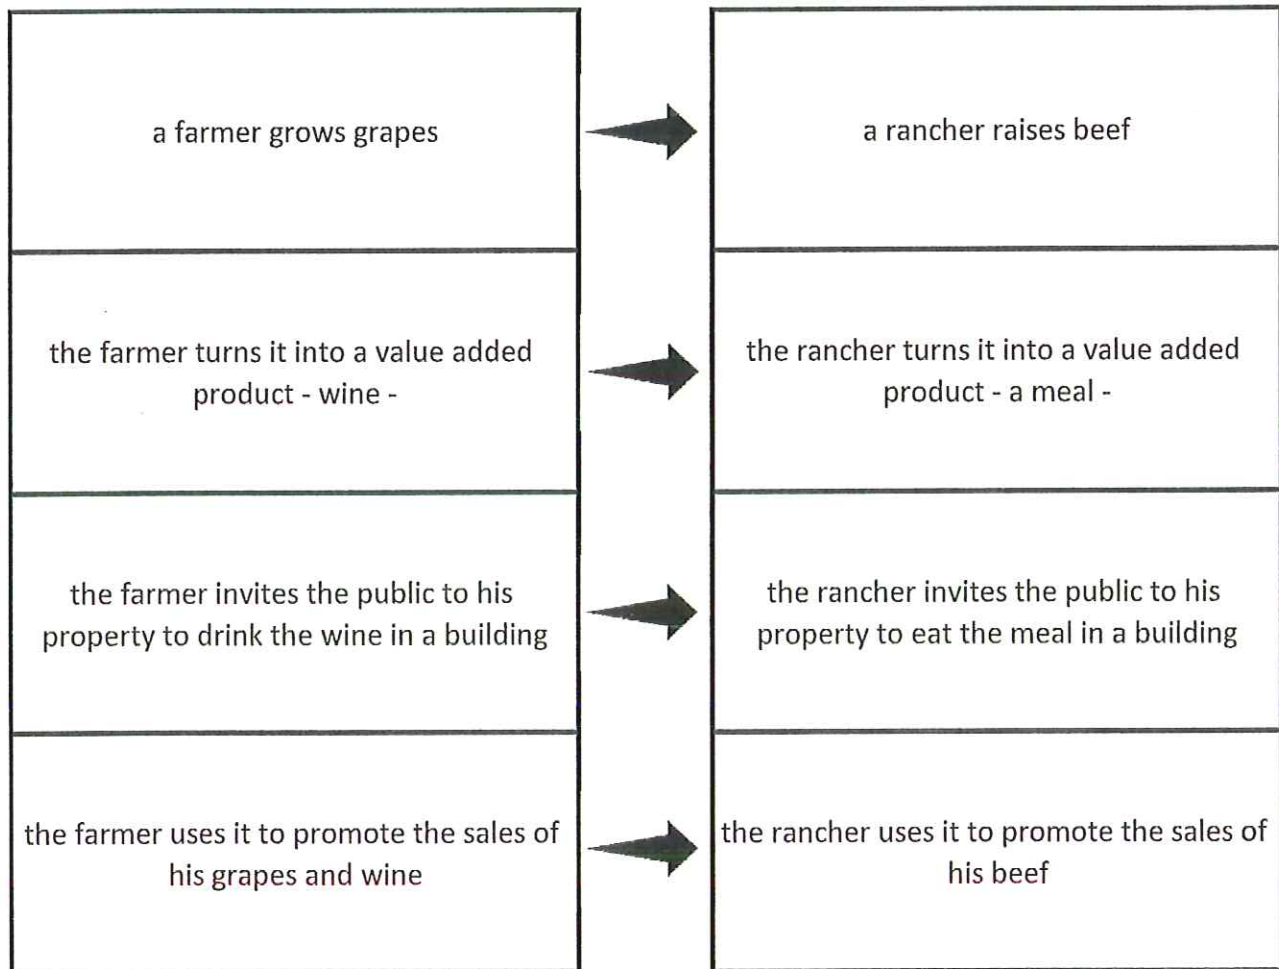 a farmer grows grapes
a rancher raises beef
the farmer turns it into a value added
product - wine -
the rancher turns it into a value added
product - a meal -
the farmer invites the public to his
property to drink the wine in a building
the rancher invites the public to his
property to eat the meal in a building
the farmer uses it to promote the sales of
his grapes and wine
the rancher uses it to promote the sales of
his beef